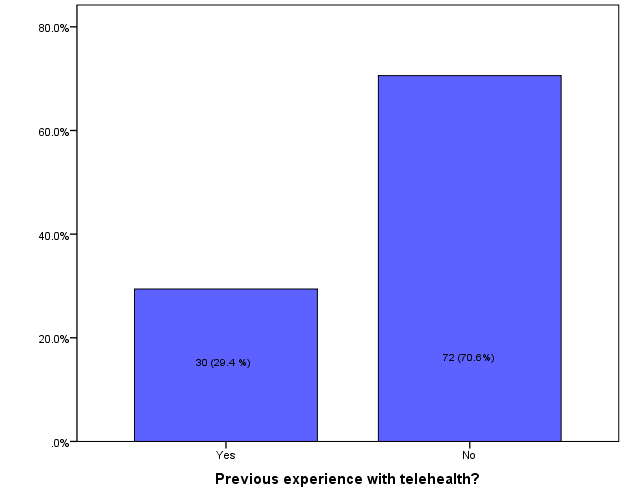 80.0%
60.0%
40.0%
20.0%
.0%
30 (29.4 %)
72 (70.6%)
Yes
No
Previous experience with telehealth?